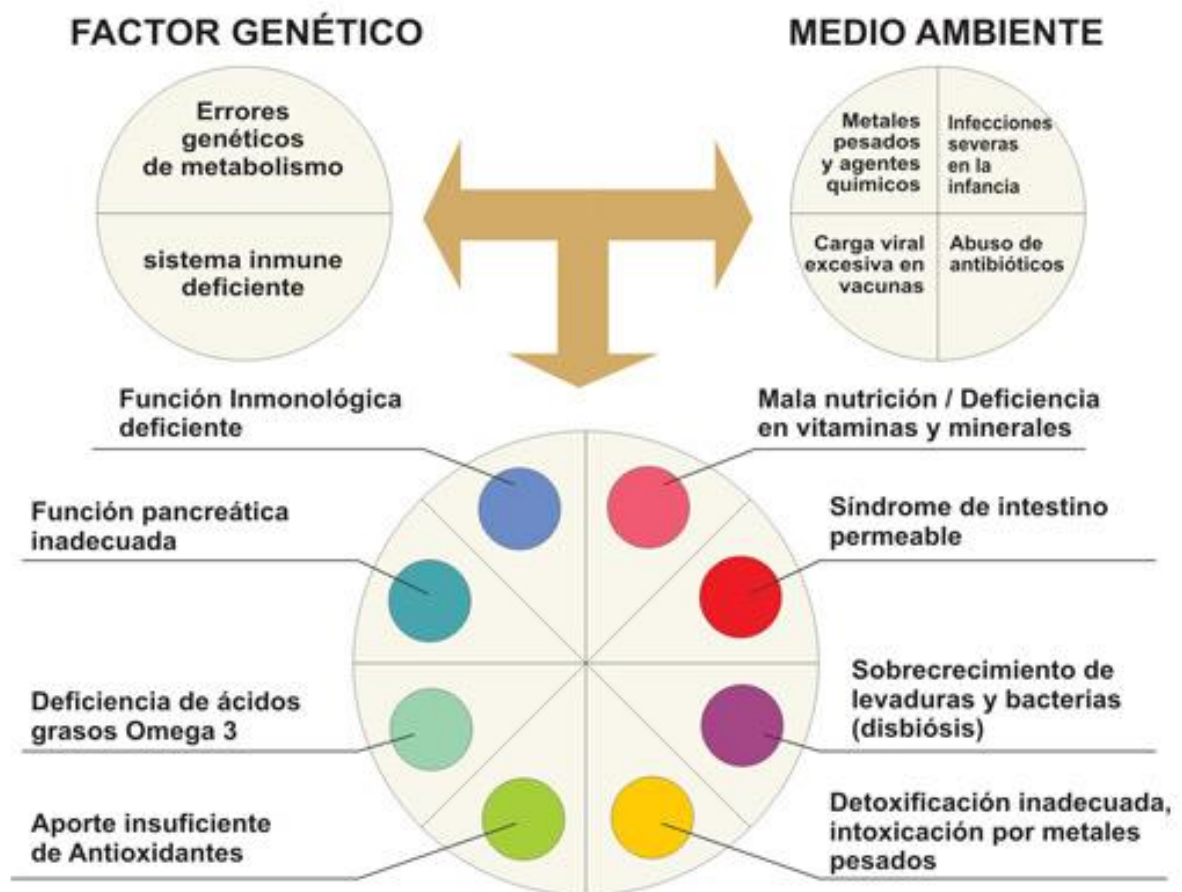 FACTOR GENÉTICO
MEDIO AMBIENTE
Errores
genéticos
de metabolismo
sistema inmune
deficiente
Metales
pesados
y agentes
quimicos
Infecciones
severas
en la
infancia
Carga viral
excesiva en
vacunas
Abuso de
antibióticos
Función Inmonológica
deficiente
Mala nutrición / Deficiencia
en vitaminas y minerales
Función pancreática
inadecuada
Síndrome de intestino
permeable
Deficiencia de ácidos
grasos Omega 3
Sobrecrecimiento de
levaduras y bacterias
(disbiósis)
Aporte insuficiente
de Antioxidantes
Detoxificación inadecuada,
intoxicación por metales
pesados